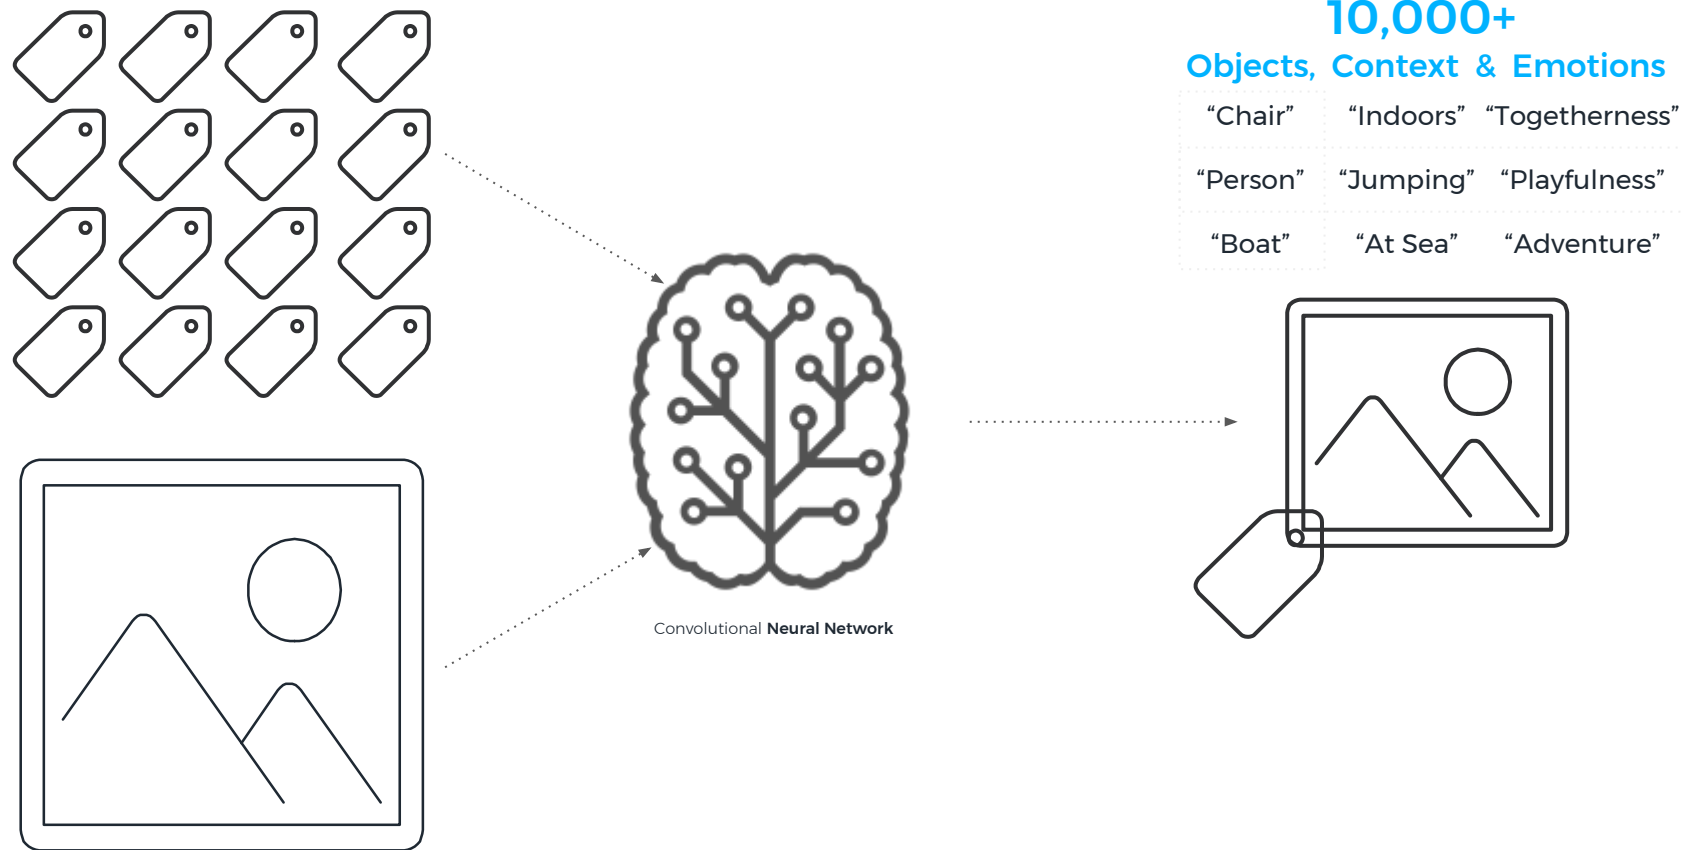 10,000+
Objects, Context & Emotions
“Chair” “Indoors” “Togetherness”
“Person” “Jumping” “Playfulness”
“Boat” “At Sea” “Adventure”
Convolutional Neural Network